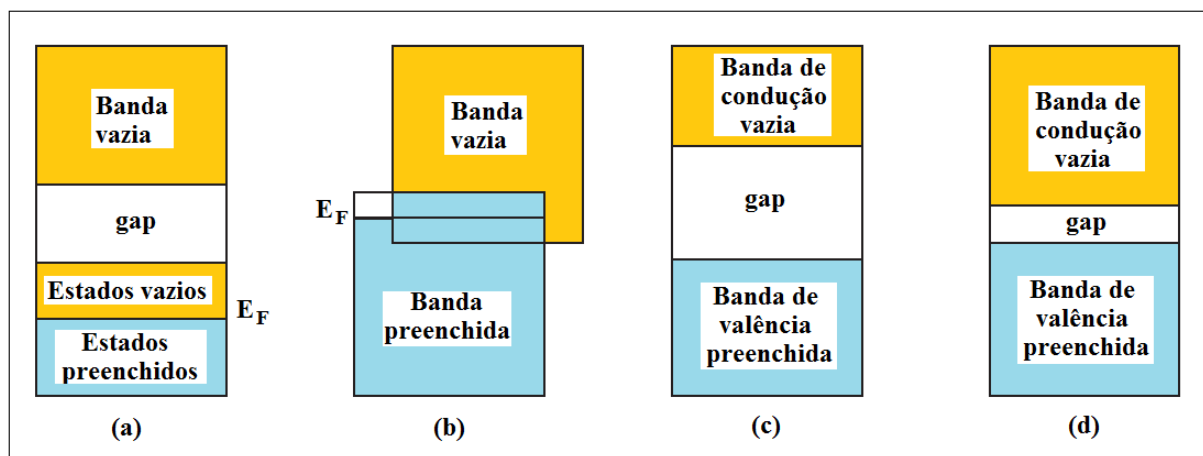 Banda
vazia
gap
Estados vazios
E_F
Estados
preenchidos
(a)
Banda
vazia
E_F
Banda
preenchida
(b)
Banda de
condução
vazia
gap
Banda de
valência
preenchida
(c)
Banda de
condução
vazia
gap
Banda de
valência
preenchida
(d)